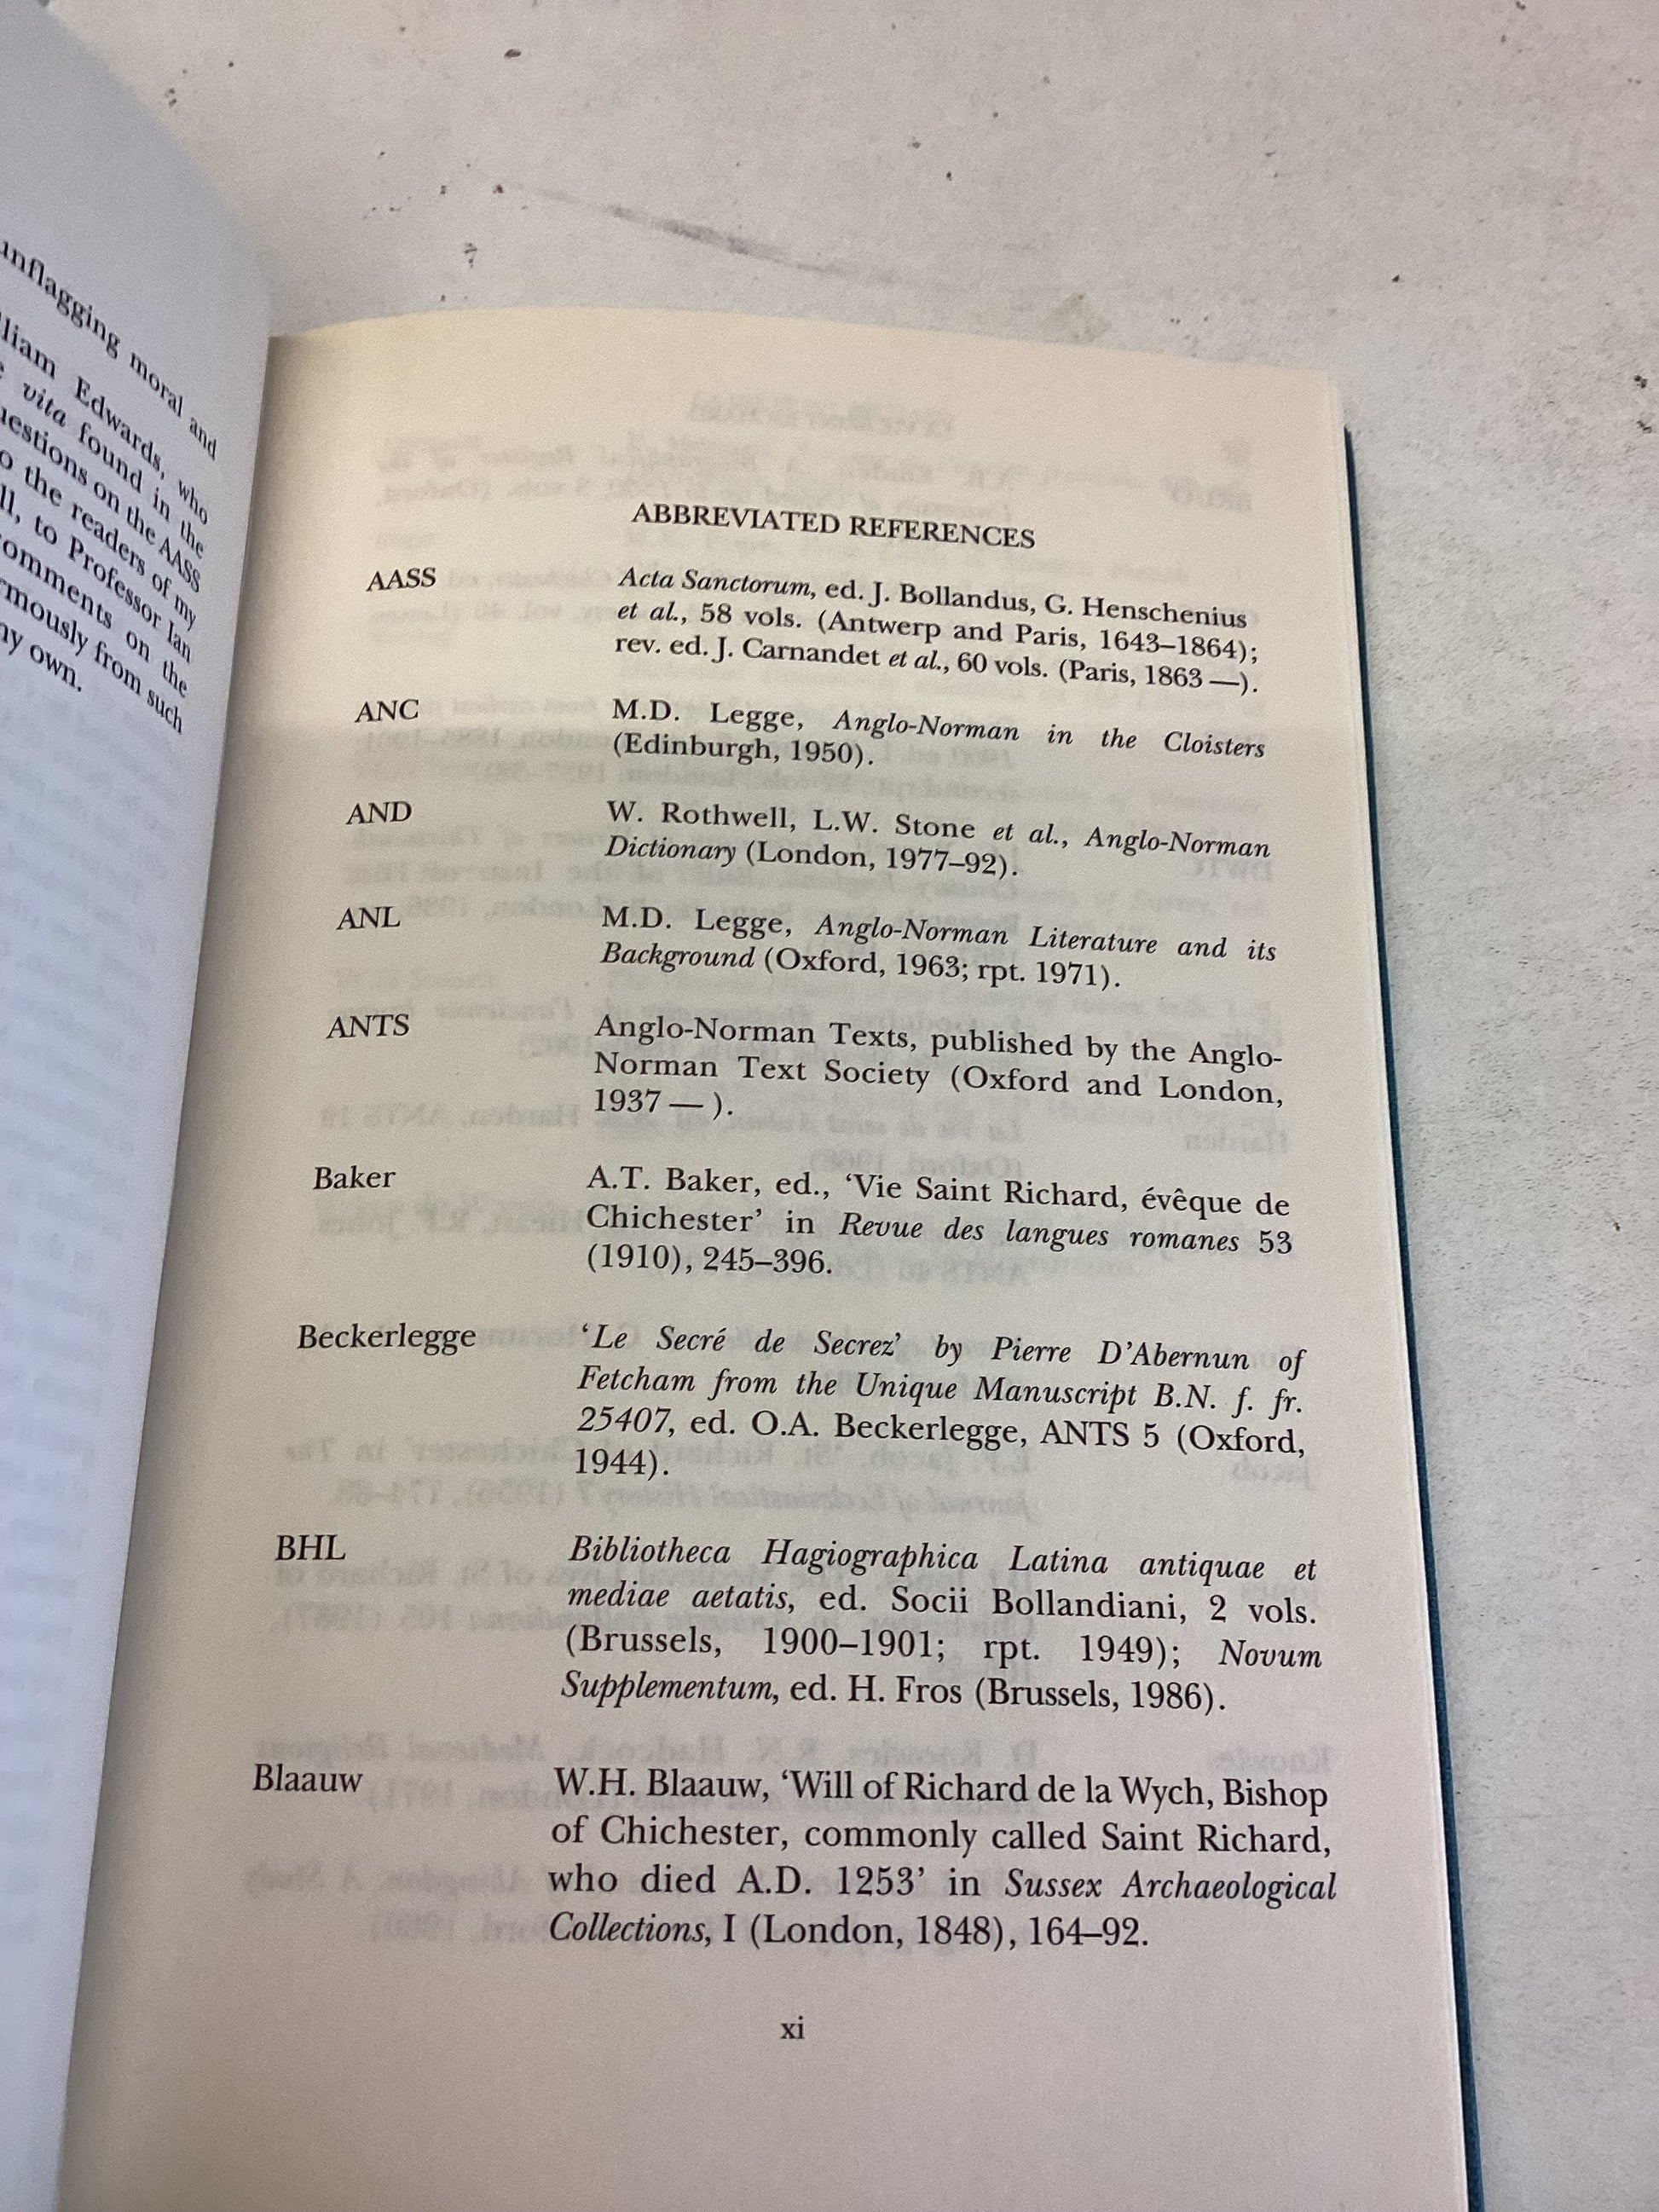 unflagging moral and
William Edwards, who
vita found in the
questions on the AASS
to the readers of my
to Professor Ian
comments on the
enormously from such
my own.
ABBREVIATED REFERENCES
AASS Acta Sanctorum, ed. J. Bollandus, G. Henschenius
et al., 58 vols. (Antwerp and Paris, 1643–1864);
rev. ed. J. Carnandet et al., 60 vols. (Paris, 1863 —).
ANC M.D. Legge, Anglo-Norman in the Cloisters
(Edinburgh, 1950).
AND W. Rothwell, L.W. Stone et al., Anglo-Norman
Dictionary (London, 1977–92).
ANL M.D. Legge, Anglo-Norman Literature and its
Background (Oxford, 1963; rpt. 1971).
ANTS Anglo-Norman Texts, published by the Anglo-
Norman Text Society (Oxford and London,
1937 — ).
Baker A.T. Baker, ed., ‘Vie Saint Richard, évêque de
Chichester’ in Revue des langues romanes 53
(1910), 245–396.
Beckerlegge ‘Le Secré de Secrez’ by Pierre D’Abernun of
Fetcham from the Unique Manuscript B.N. f. fr.
25407, ed. O.A. Beckerlegge, ANTS 5 (Oxford,
1944).
BHL Bibliotheca Hagiographica Latina antiquae et
mediae aetatis, ed. Socii Bollandiani, 2 vols.
(Brussels, 1900–1901; rpt. 1949); Novum
Supplementum, ed. H. Fros (Brussels, 1986).
Blaauw W.H. Blaauw, ‘Will of Richard de la Wych, Bishop
of Chichester, commonly called Saint Richard,
who died A.D. 1253’ in Sussex Archaeological
Collections, I (London, 1848), 164–92.
xi